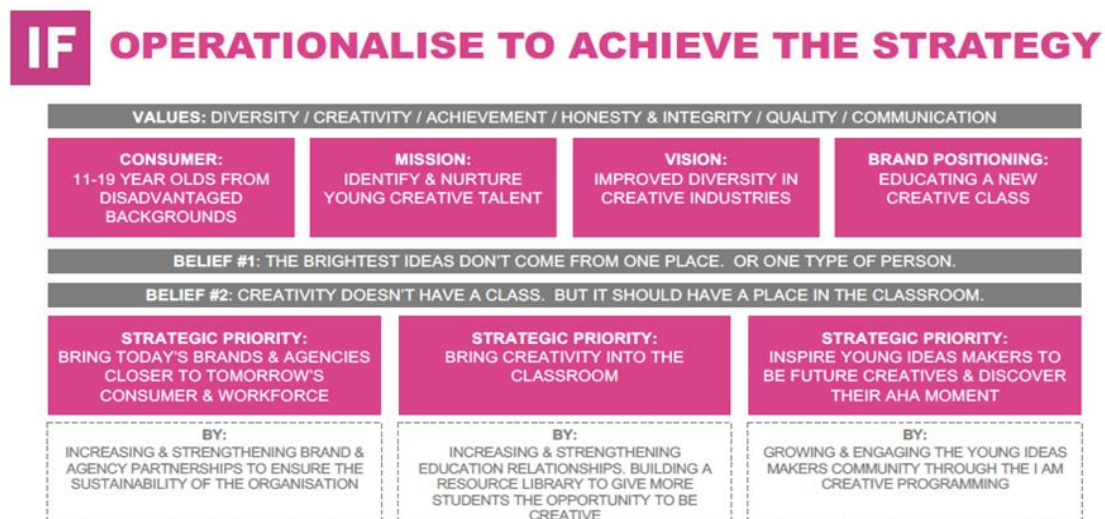 IF
OPERATIONALISE TO ACHIEVE THE STRATEGY
VALUES: DIVERSITY / CREATIVITY / ACHIEVEMENT / HONESTY & INTEGRITY / QUALITY / COMMUNICATION
CONSUMER:
11-19 YEAR OLDS FROM
DISADVANTAGED
BACKGROUNDS
MISSION:
IDENTIFY & NURTURE
YOUNG CREATIVE TALENT
VISION:
IMPROVED DIVERSITY IN
CREATIVE INDUSTRIES
BRAND POSITIONING:
EDUCATING A NEW
CREATIVE CLASS
BELIEF #1: THE BRIGHTEST IDEAS DON'T COME FROM ONE PLACE. OR ONE TYPE OF PERSON.
BELIEF #2: CREATIVITY DOESN'T HAVE A CLASS. BUT IT SHOULD HAVE A PLACE IN THE CLASSROOM.
STRATEGIC PRIORITY:
BRING TODAY'S BRANDS & AGENCIES
CLOSER TO TOMORROW'S
CONSUMER & WORKFORCE
STRATEGIC PRIORITY:
BRING CREATIVITY INTO THE
CLASSROOM
STRATEGIC PRIORITY:
INSPIRE YOUNG IDEAS MAKERS TO
BE FUTURE CREATIVES & DISCOVER
THEIR AHA MOMENT
BY:
INCREASING & STRENGTHENING BRAND &
AGENCY PARTNERSHIPS TO ENSURE THE
SUSTAINABILITY OF THE ORGANISATION
BY:
INCREASING & STRENGTHENING
EDUCATION RELATIONSHIPS. BUILDING A
RESOURCE LIBRARY TO GIVE MORE
STUDENTS THE OPPORTUNITY TO BE
CREATIVE
BY:
GROWING & ENGAGING THE YOUNG IDEAS
MAKERS COMMUNITY THROUGH THE I AM
CREATIVE PROGRAMMING